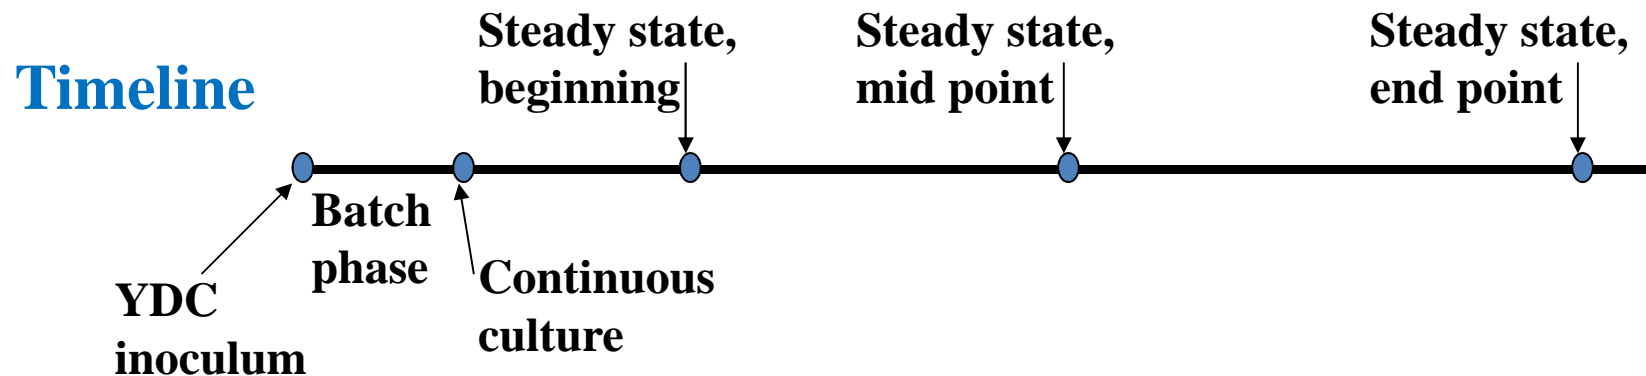 Timeline
Steady state,
beginning
Steady state,
mid point
Steady state,
end point
Batch
phase
YDC
inoculum
Continuous
culture